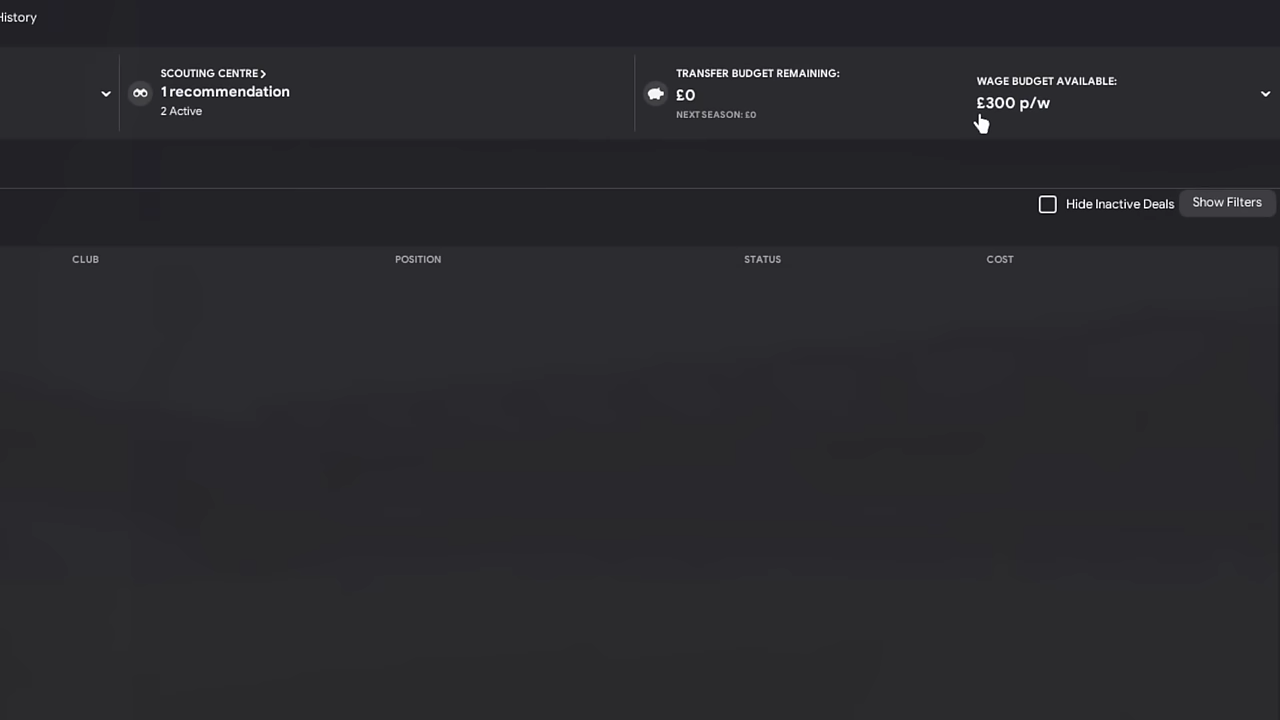 History
SCOUTING CENTRE
1 recommendation
2 Active
TRANSFER BUDGET REMAINING:
£0
NEXT SEASON: £0
WAGE BUDGET AVAILABLE:
£300 p/w
Hide Inactive Deals
Show Filters
CLUB
POSITION
STATUS
COST